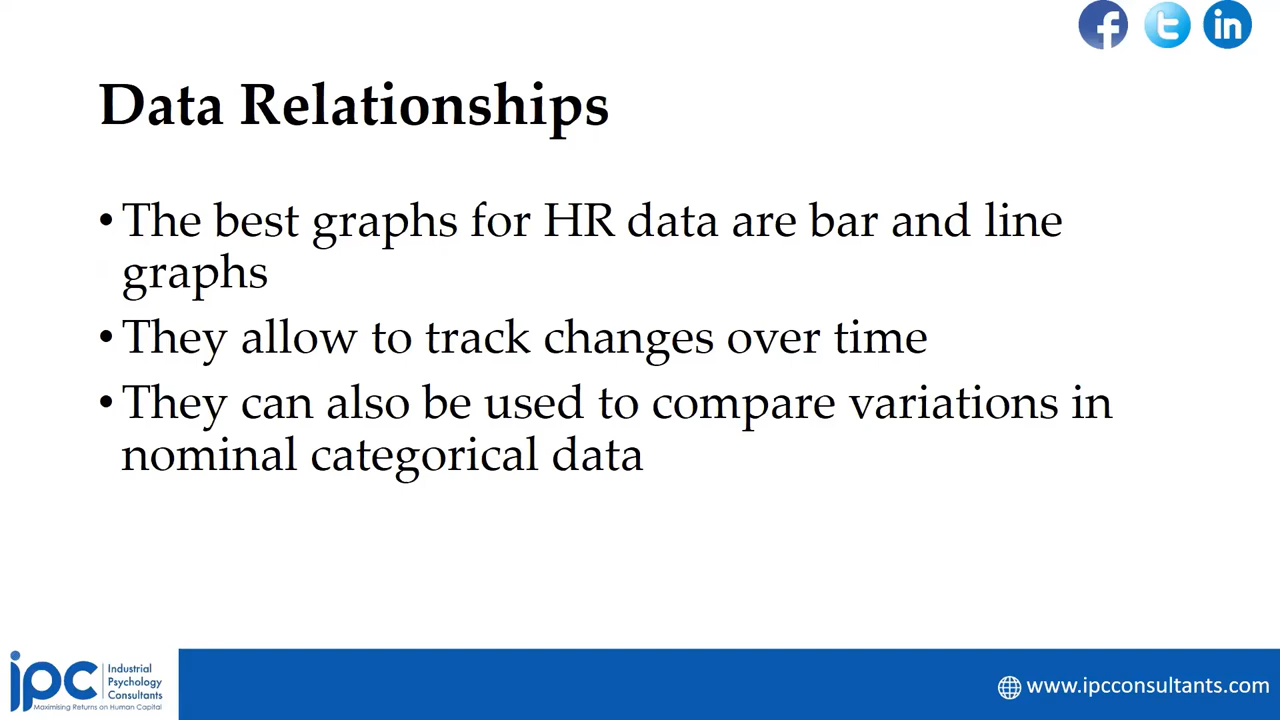 Data Relationships
• The best graphs for HR data are bar and line
graphs
• They allow to track changes over time
• They can also be used to compare variations in
nominal categorical data
ipc
Industrial
Psychology
Consultants
Maximising Returns on Human Capital
www.ipcconsultants.com